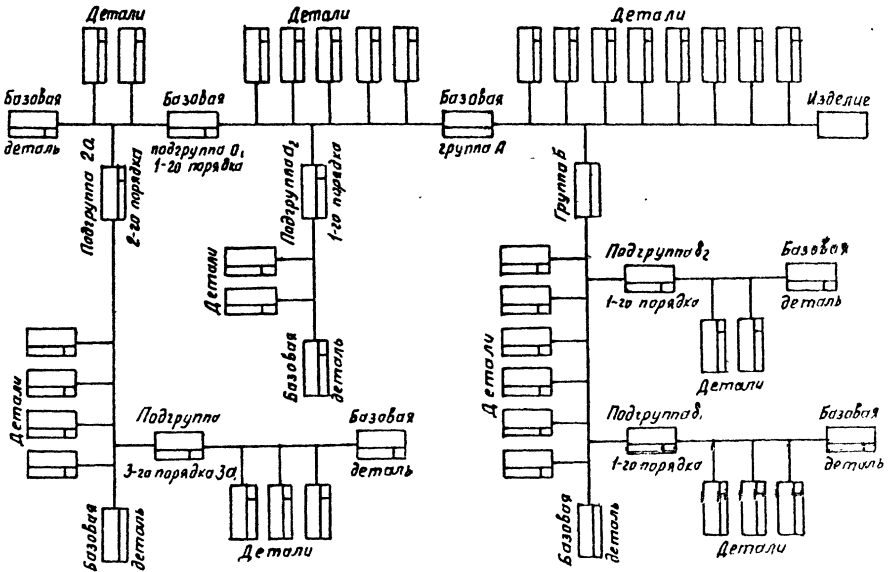 Детали
Детали
Детали
Базовая
деталь
Базовая
подгруппа а₁
1-го порядка
Базовая
группа А
Изделие
Подгруппа 2а
2-го порядка
Подгруппа а₂
1-го порядка
Группа Б
Детали
Базовая
деталь
Подгруппа б₂
1-го порядка
Базовая
деталь
Детали
Детали
Детали
Подгруппа
3-го порядка 3а
Базовая
деталь
Детали
Базовая
деталь
Подгруппа б₁
1-го порядка
Базовая
деталь
Детали
Базовая
деталь